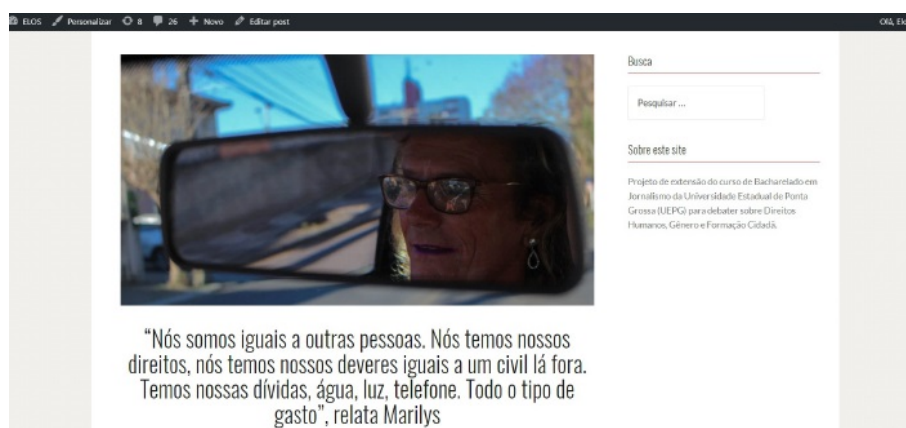 ELOS Personalizar 8 26 + Novo Editar post Olá, Elo
Busca
Pesquisar ...
Sobre este site
Projeto de extensão do curso de Bacharelado em
Jornalismo da Universidade Estadual de Ponta
Grossa (UEPG) para debater sobre Direitos
Humanos, Gênero e Formação Cidadã.
“Nós somos iguais a outras pessoas. Nós temos nossos
direitos, nós temos nossos deveres iguais a um civil lá fora.
Temos nossas dívidas, água, luz, telefone. Todo o tipo de
gasto”, relata Marilys